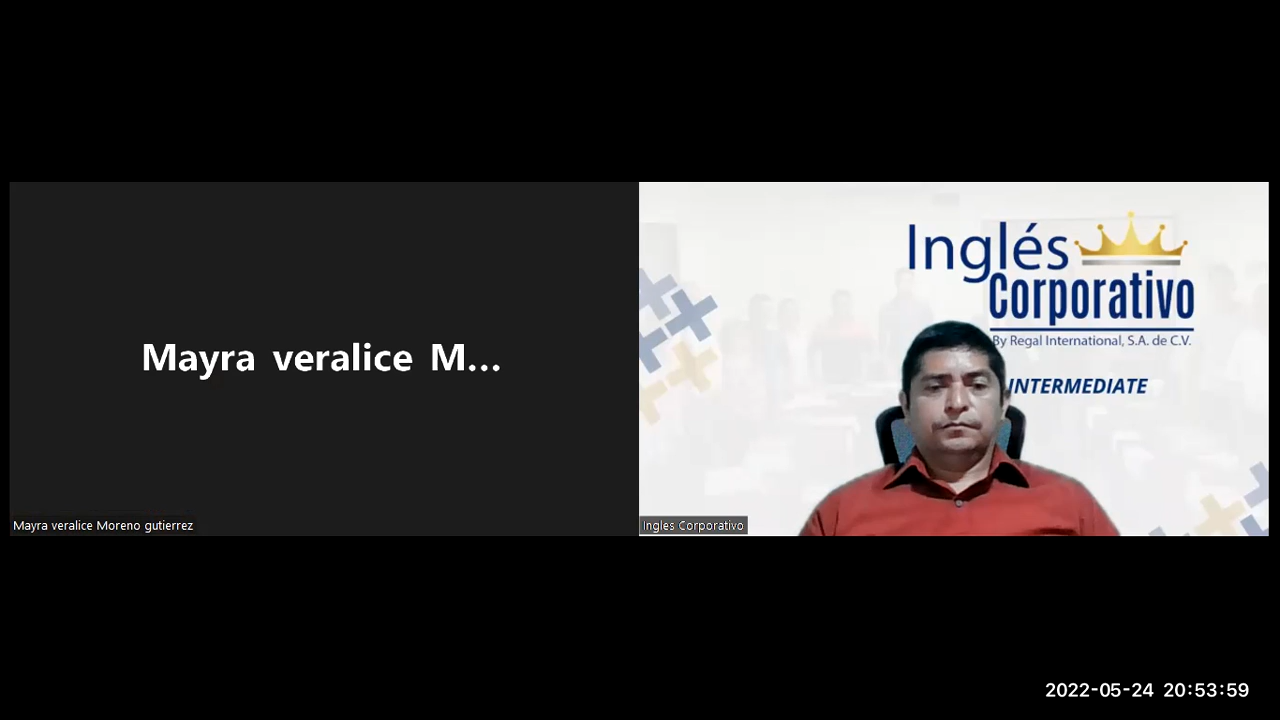 Mayra veralice M...
Mayra veralice Moreno gutierrez
Inglés
Corporativo
By Regal International, S.A. de C.V.
INTERMEDIATE
Ingles Corporativo
2022-05-24 20:53:59